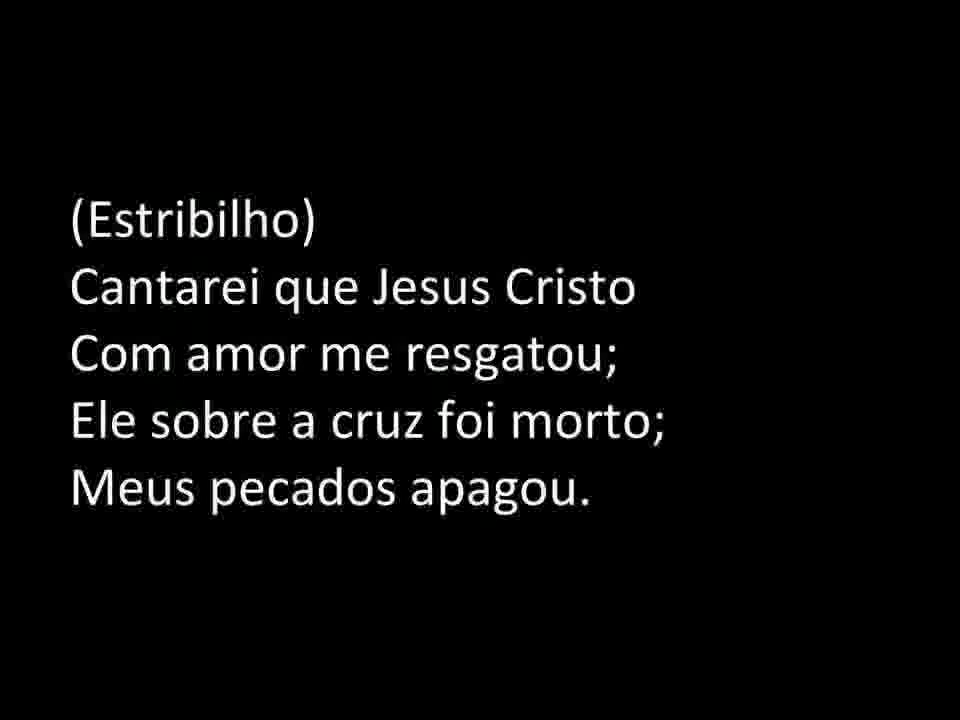 (Estribilho)
Cantarei que Jesus Cristo
Com amor me resgatou;
Ele sobre a cruz foi morto;
Meus pecados apagou.